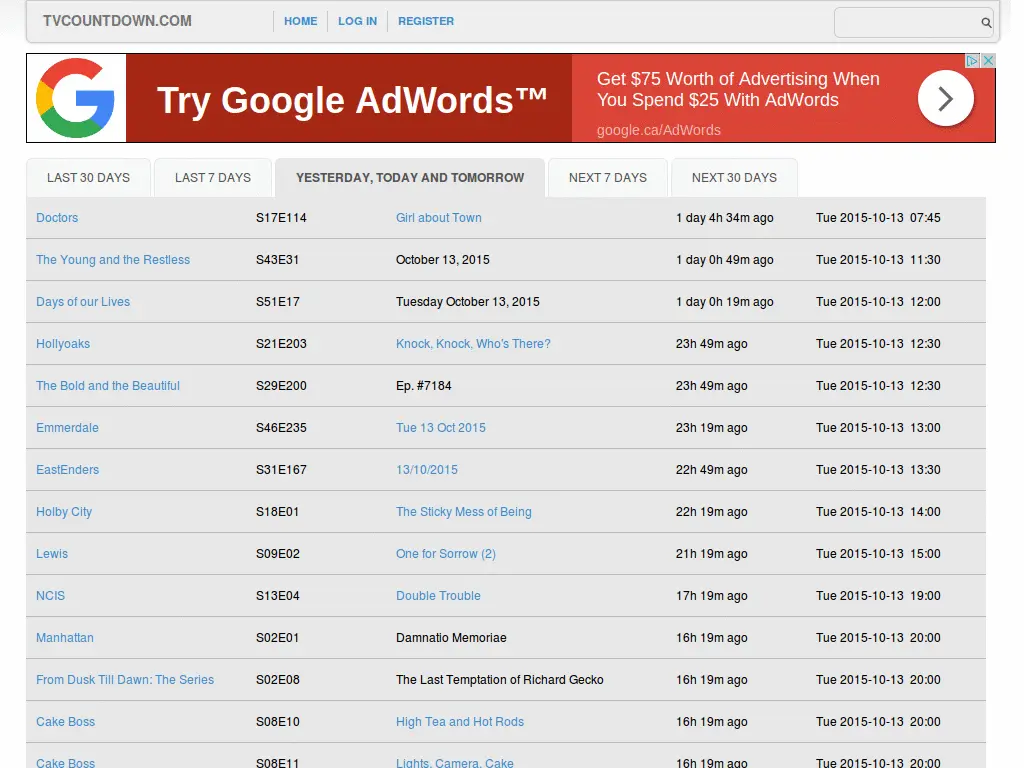 TVCOUNTDOWN.COM HOME LOG IN REGISTER
Try Google AdWords™
Get $75 Worth of Advertising When
You Spend $25 With AdWords
google.ca/AdWords
LAST 30 DAYS LAST 7 DAYS YESTERDAY, TODAY AND TOMORROW NEXT 7 DAYS NEXT 30 DAYS
Doctors S17E114 Girl about Town 1 day 4h 34m ago Tue 2015-10-13 07:45
The Young and the Restless S43E31 October 13, 2015 1 day 0h 49m ago Tue 2015-10-13 11:30
Days of our Lives S51E17 Tuesday October 13, 2015 1 day 0h 19m ago Tue 2015-10-13 12:00
Hollyoaks S21E203 Knock, Knock, Who's There? 23h 49m ago Tue 2015-10-13 12:30
The Bold and the Beautiful S29E200 Ep. #7184 23h 49m ago Tue 2015-10-13 12:30
Emmerdale S46E235 Tue 13 Oct 2015 23h 19m ago Tue 2015-10-13 13:00
EastEnders S31E167 13/10/2015 22h 49m ago Tue 2015-10-13 13:30
Holby City S18E01 The Sticky Mess of Being 22h 19m ago Tue 2015-10-13 14:00
Lewis S09E02 One for Sorrow (2) 21h 19m ago Tue 2015-10-13 15:00
NCIS S13E04 Double Trouble 17h 19m ago Tue 2015-10-13 19:00
Manhattan S02E01 Damnatio Memoriae 16h 19m ago Tue 2015-10-13 20:00
From Dusk Till Dawn: The Series S02E08 The Last Temptation of Richard Gecko 16h 19m ago Tue 2015-10-13 20:00
Cake Boss S08E10 High Tea and Hot Rods 16h 19m ago Tue 2015-10-13 20:00
Cake Boss S08E11 Lights, Camera, Cake 16h 19m ago Tue 2015-10-13 20:00